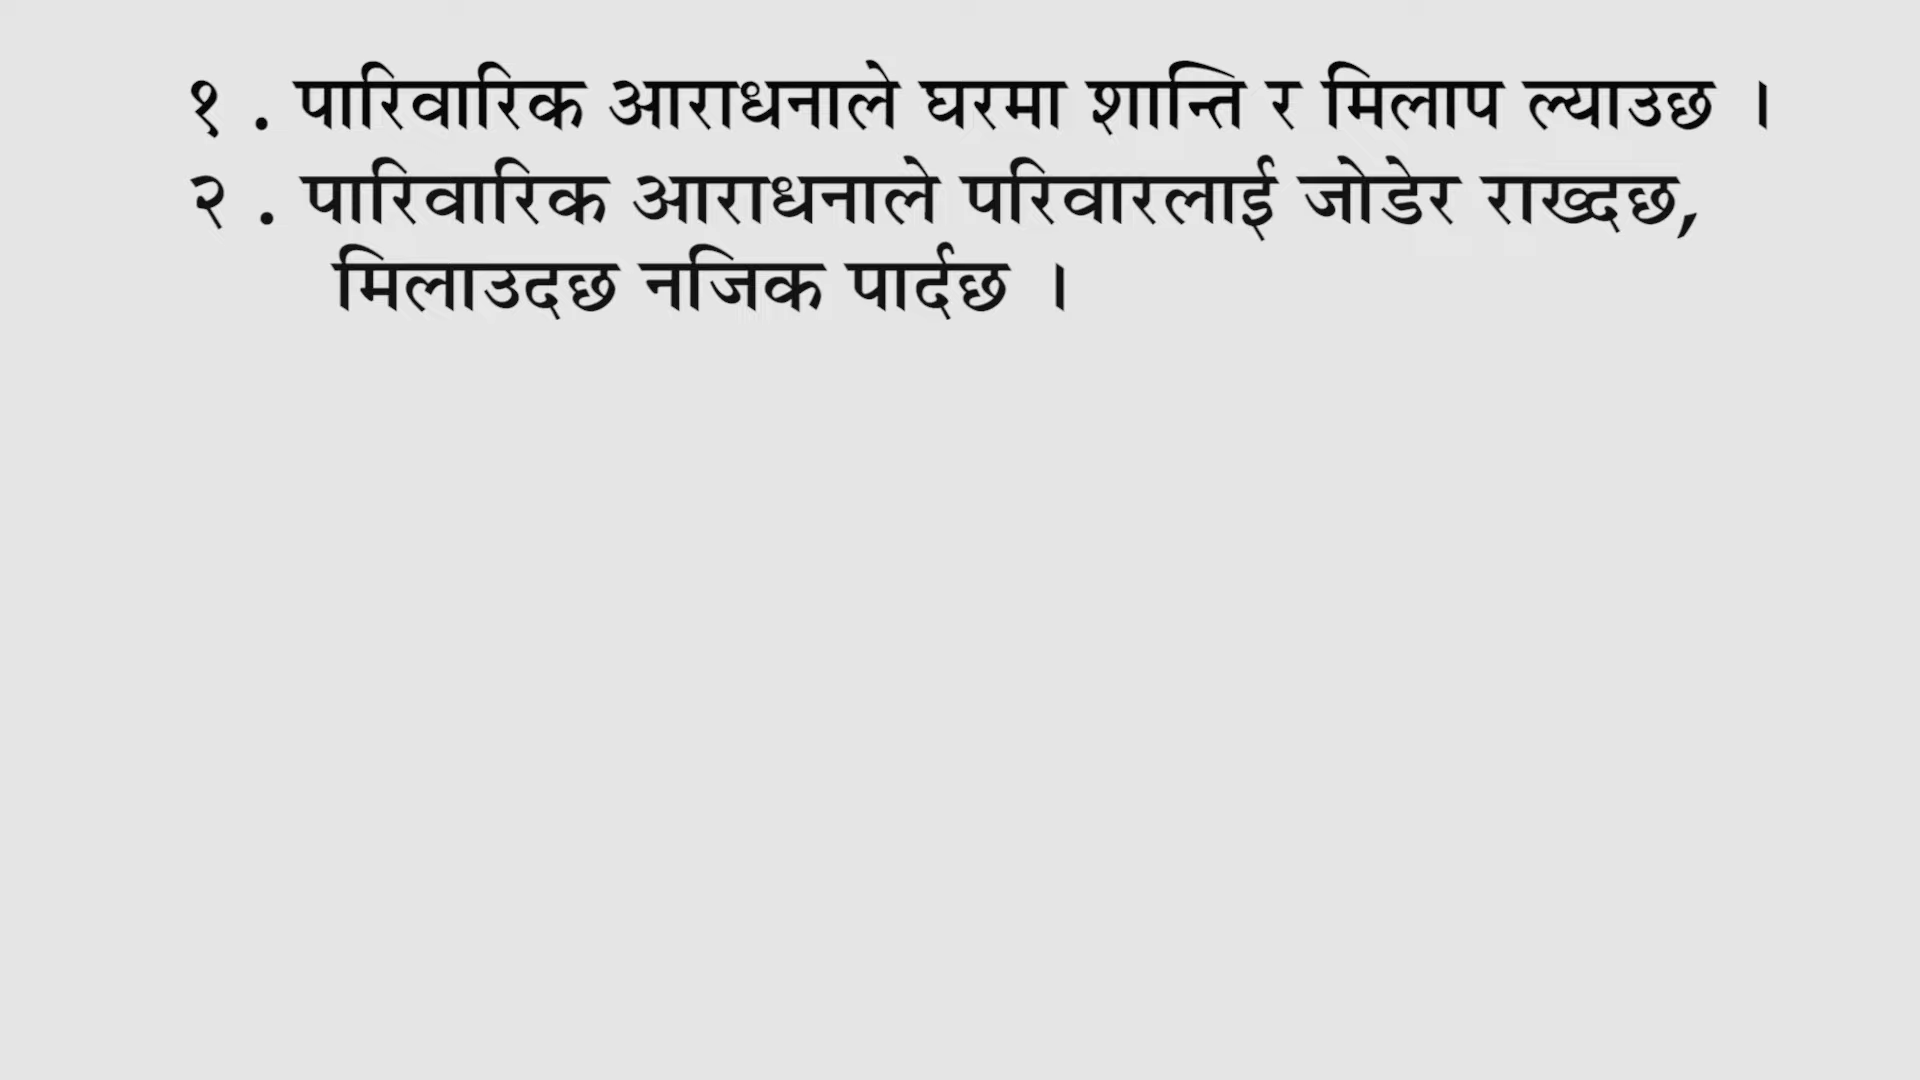 १ . पारिवारिक आराधनाले घरमा शान्ति र मिलाप ल्याउछ ।
२ . पारिवारिक आराधनाले परिवारलाई जोडेर राख्दछ,
मिलाउदछ नजिक पार्दछ ।